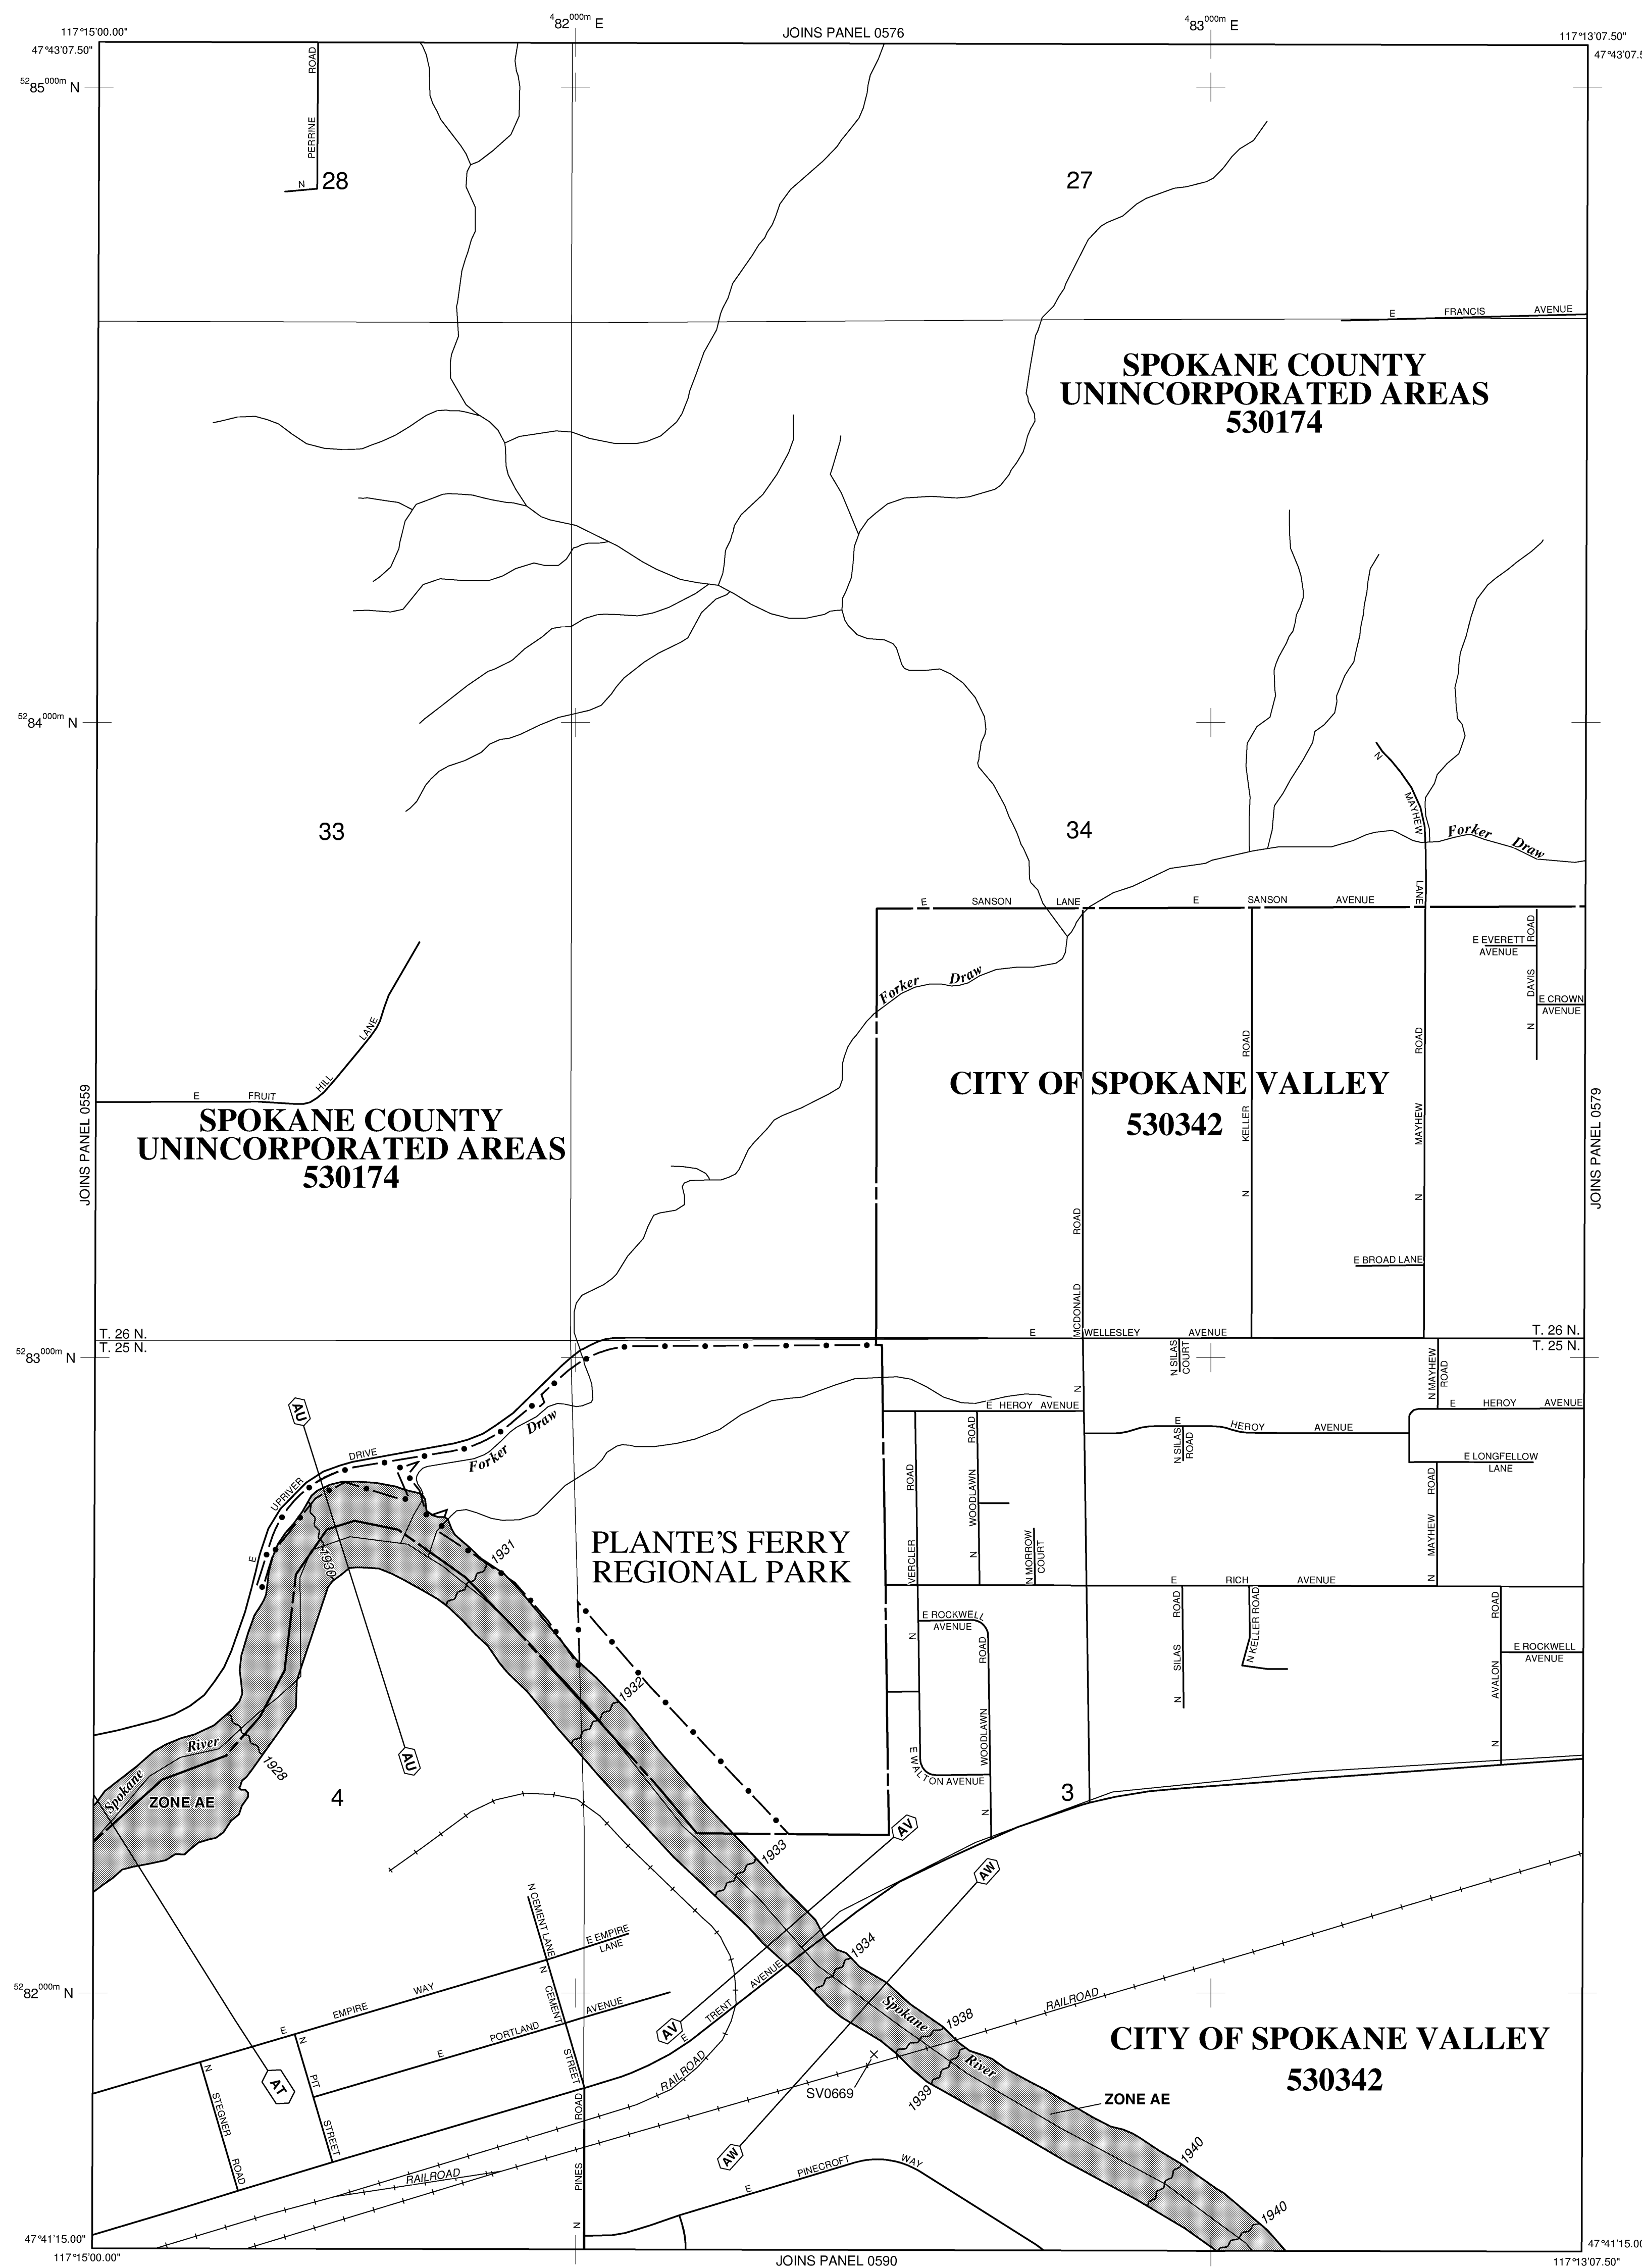 482000m E
483000m E
117°15'00.00"
JOINS PANEL 0576
117°13'07.50"
47°43'07.50"
47°43'07.5
5285000m N
PERRINE ROAD
N
28
27
E FRANCIS AVENUE
SPOKANE COUNTY
UNINCORPORATED AREAS
530174
5284000m N
33
34
N MAYHEW LANE
Forker Draw
E SANSON LANE
E SANSON AVENUE
E EVERETT
AVENUE
N DAVIS ROAD
E CROWN
AVENUE
Forker Draw
E FRUIT HILL LANE
JOINS PANEL 0559
SPOKANE COUNTY
UNINCORPORATED AREAS
530174
CITY OF SPOKANE VALLEY
530342
N KELLER ROAD
N MAYHEW ROAD
JOINS PANEL 0579
N MCDONALD ROAD
E BROAD LANE
T. 26 N.
T. 25 N.
E WELLESLEY AVENUE
T. 26 N.
T. 25 N.
5283000m N
N SILAS
COURT
N MAYHEW
ROAD
E HEROY AVENUE
E HEROY AVENUE
E HEROY AVENUE
N SILAS
ROAD
E LONGFELLOW
LANE
AU
E UPRIVER DRIVE
Forker Draw
N VERCLER ROAD
N WOODLAWN ROAD
N MORROW
COURT
N MAYHEW ROAD
1930
1931
PLANTE'S FERRY
REGIONAL PARK
E RICH AVENUE
E ROCKWELL
AVENUE
N WOODLAWN ROAD
N SILAS ROAD
N KELLER ROAD
N AVALON ROAD
E ROCKWELL
AVENUE
1932
Spokane River
1928
AU
ZONE AE
4
3
E WALTON AVENUE
1933
AV
AW
N CEMENT LANE
E EMPIRE
LANE
1934
5282000m N
E EMPIRE WAY
N CEMENT STREET
E PORTLAND AVENUE
AV
E TRENT AVENUE
RAILROAD
Spokane River
1938
RAILROAD
CITY OF SPOKANE VALLEY
530342
AT
N STEGNER ROAD
N PIT STREET
SV0669
1939
ZONE AE
AW
RAILROAD
N PINES ROAD
E PINECROFT WAY
1940
1940
47°41'15.00"
47°41'15.00
117°15'00.00"
JOINS PANEL 0590
117°13'07.50"